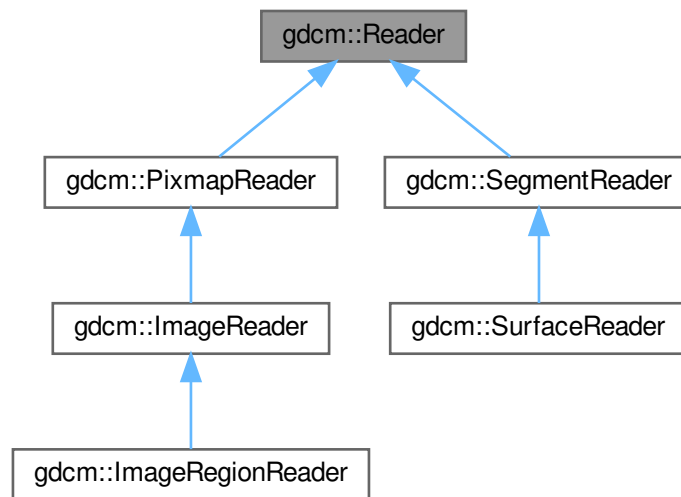 gdcm::Reader
gdcm::PixmapReader
gdcm::SegmentReader
gdcm::ImageReader
gdcm::SurfaceReader
gdcm::ImageRegionReader